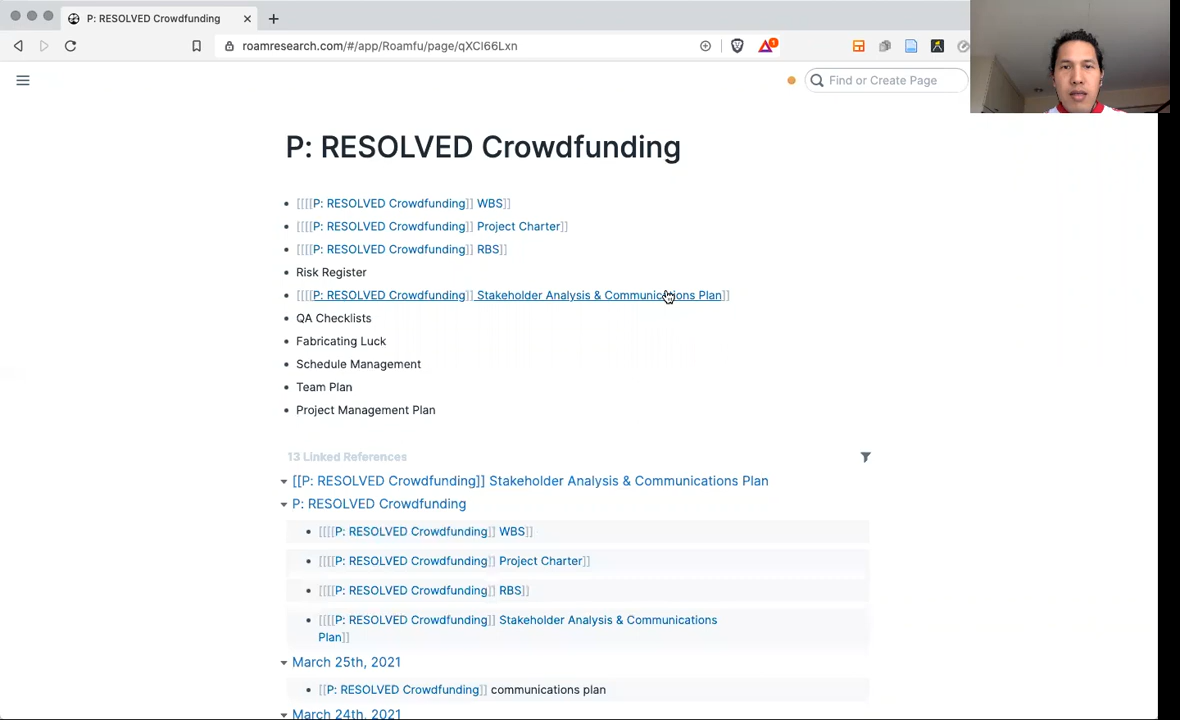 P: RESOLVED Crowdfunding
roamresearch.com/#/app/Roamfu/page/qXCl66Lxn
1
Find or Create Page
P: RESOLVED Crowdfunding
[[[[P: RESOLVED Crowdfunding]] WBS]]
[[[[P: RESOLVED Crowdfunding]] Project Charter]]
[[[[P: RESOLVED Crowdfunding]] RBS]]
Risk Register
[[[[P: RESOLVED Crowdfunding]] Stakeholder Analysis & Communications Plan]]
QA Checklists
Fabricating Luck
Schedule Management
Team Plan
Project Management Plan
13 Linked References
[[P: RESOLVED Crowdfunding]] Stakeholder Analysis & Communications Plan
P: RESOLVED Crowdfunding
[[[[P: RESOLVED Crowdfunding]] WBS]]
[[[[P: RESOLVED Crowdfunding]] Project Charter]]
[[[[P: RESOLVED Crowdfunding]] RBS]]
[[[[P: RESOLVED Crowdfunding]] Stakeholder Analysis & Communications
Plan]]
March 25th, 2021
[[P: RESOLVED Crowdfunding]] communications plan
March 24th, 2021